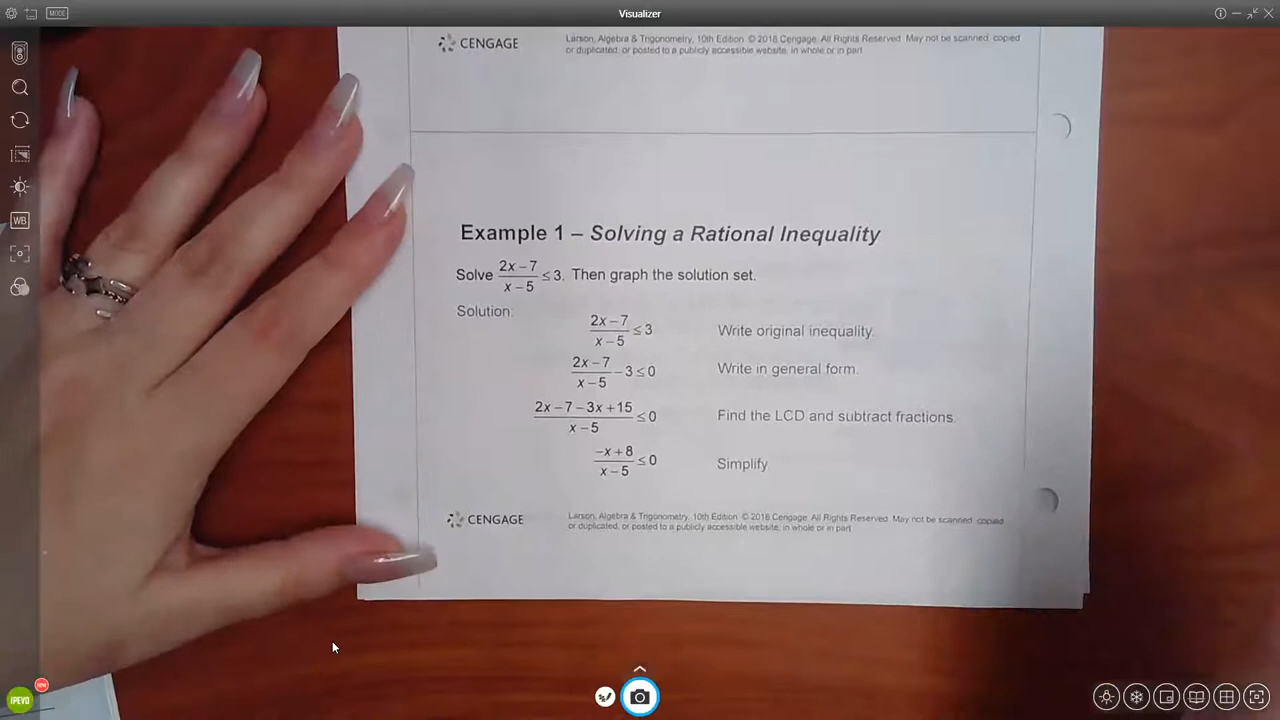 MODE
Visualizer
CENGAGE
Larson, Algebra & Trigonometry, 10th Edition. © 2018 Cengage. All Rights Reserved. May not be scanned, copied
or duplicated, or posted to a publicly accessible website, in whole or in part.
Example 1 – Solving a Rational Inequality
Solve (2x – 7)/(x – 5) ≤ 3. Then graph the solution set.
Solution:
(2x – 7)/(x – 5) ≤ 3 Write original inequality.
(2x – 7)/(x – 5) – 3 ≤ 0 Write in general form.
(2x – 7 – 3x + 15)/(x – 5) ≤ 0 Find the LCD and subtract fractions.
(–x + 8)/(x – 5) ≤ 0 Simplify
CENGAGE
Larson, Algebra & Trigonometry, 10th Edition. © 2018 Cengage. All Rights Reserved. May not be scanned, copied
or duplicated, or posted to a publicly accessible website, in whole or in part.
IPEVO